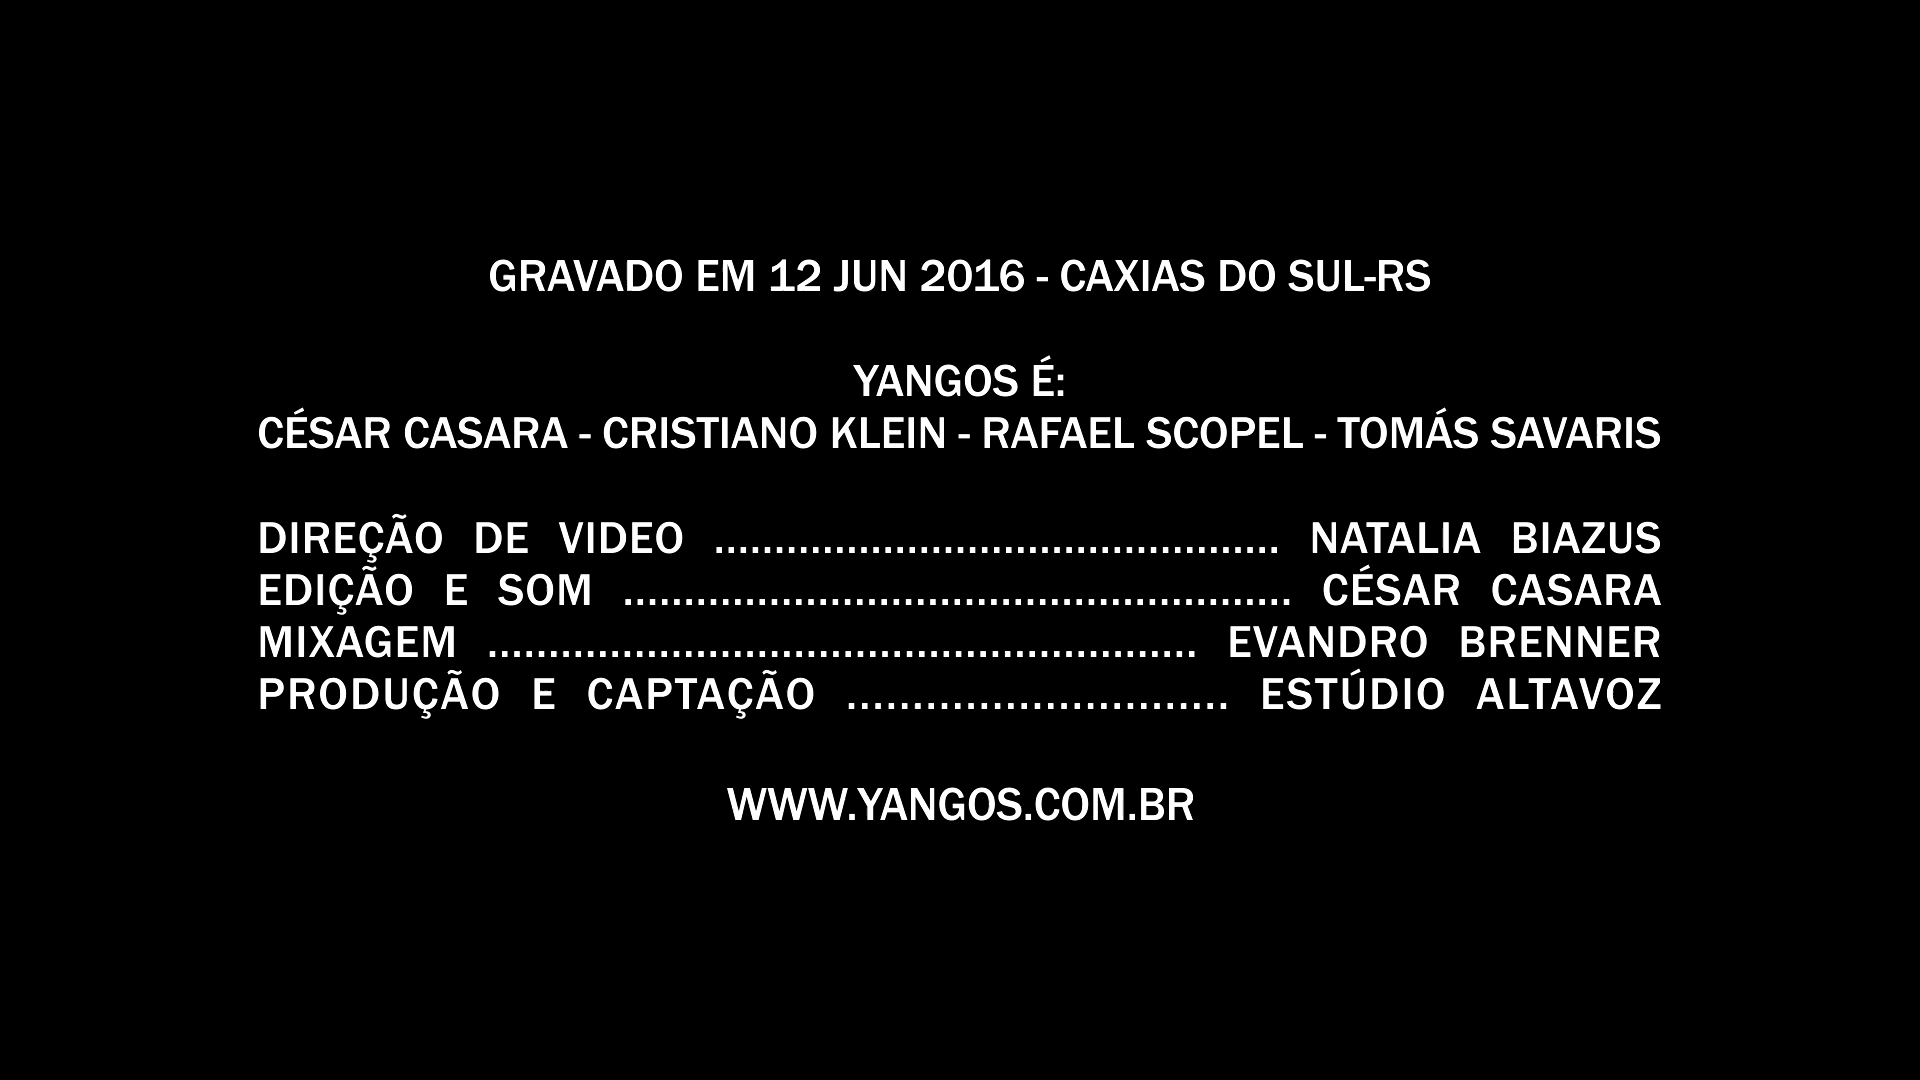 GRAVADO EM 12 JUN 2016 - CAXIAS DO SUL-RS
YANGOS É:
CÉSAR CASARA - CRISTIANO KLEIN - RAFAEL SCOPEL - TOMÁS SAVARIS
DIREÇÃO DE VIDEO ............................................... NATALIA BIAZUS
EDIÇÃO E SOM ....................................................... CÉSAR CASARA
MIXAGEM .......................................................... EVANDRO BRENNER
PRODUÇÃO E CAPTAÇÃO ............................. ESTÚDIO ALTAVOZ
WWW.YANGOS.COM.BR